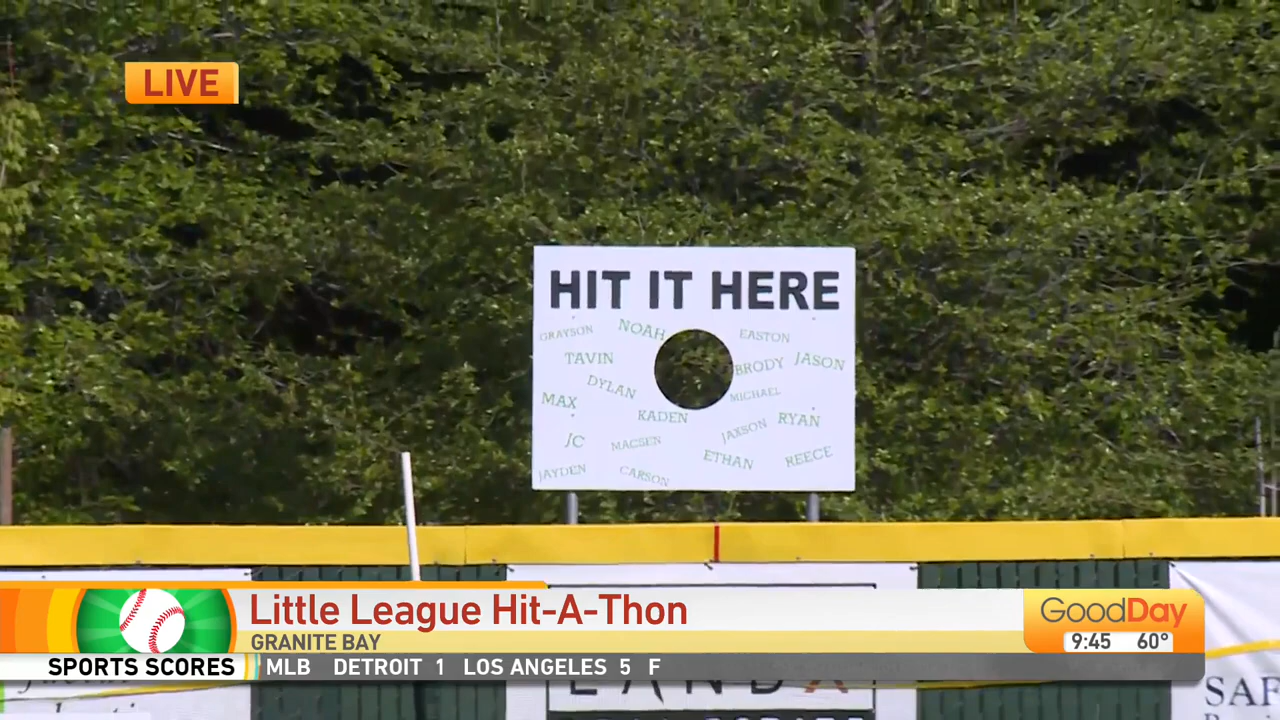 LIVE
HIT IT HERE
GRAYSON NOAH EASTON
TAVIN BRODY JASON
DYLAN MICHAEL
MAX KADEN RYAN
JC MACSEN JAXSON
ETHAN REECE
JAYDEN CARSON
Little League Hit-A-Thon
GRANITE BAY
GoodDay
9:45 60°
SPORTS SCORES MLB DETROIT 1 LOS ANGELES 5 F